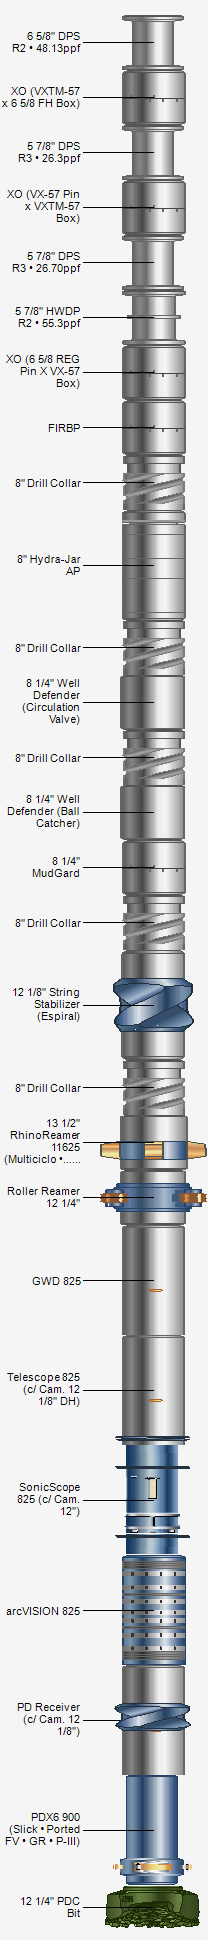 6 5/8" DPS
R2 • 48.13ppf
XO (VXTM-57
x 6 5/8 FH Box)
5 7/8" DPS
R3 • 26.3ppf
XO (VX-57 Pin
x VXTM-57
Box)
5 7/8" DPS
R3 • 26.70ppf
5 7/8" HWDP
R2 • 55.3ppf
XO (6 5/8 REG
Pin X VX-57
Box)
FIRBP
8" Drill Collar
8" Hydra-Jar
AP
8" Drill Collar
8 1/4" Well
Defender
(Circulation
Valve)
8" Drill Collar
8 1/4" Well
Defender (Ball
Catcher)
8 1/4"
MudGard
8" Drill Collar
12 1/8" String
Stabilizer
(Espiral)
8" Drill Collar
13 1/2"
RhinoReamer
11625
(Multiciclo •......
Roller Reamer
12 1/4"
GWD 825
Telescope 825
(c/ Cam. 12
1/8" DH)
SonicScope
825 (c/ Cam.
12")
arcVISION 825
PD Receiver
(c/ Cam. 12
1/8")
PDX6 900
(Slick • Ported
FV • GR • P-III)
12 1/4" PDC
Bit